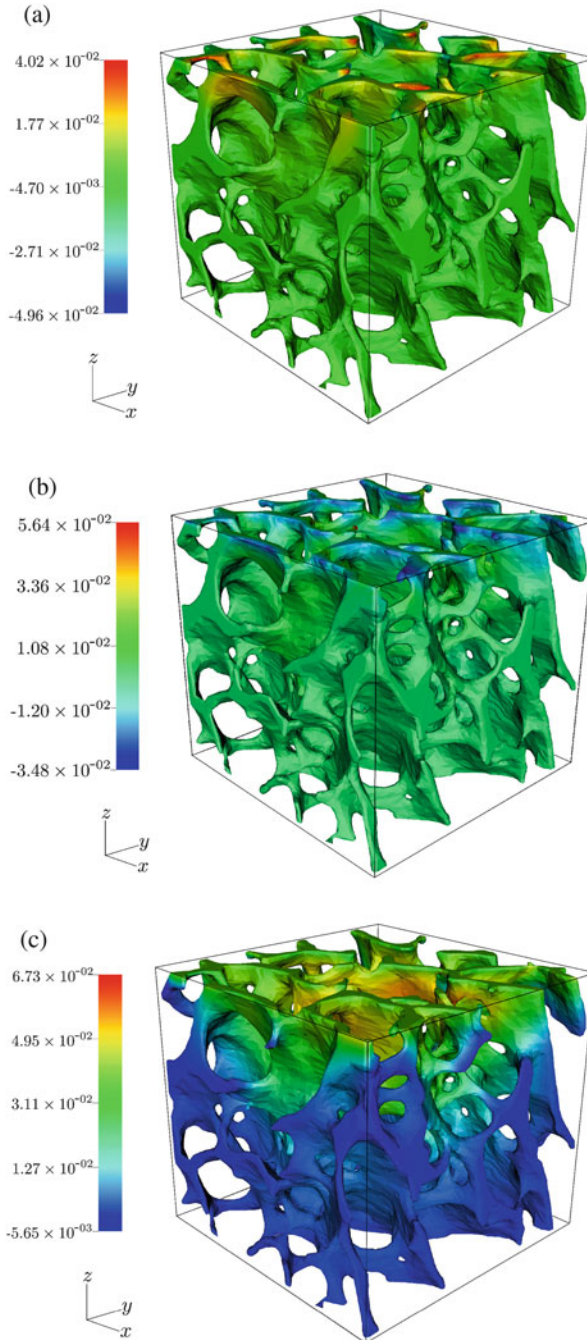 (a)
4.02 × 10⁻⁰²
1.77 × 10⁻⁰²
-4.70 × 10⁻⁰³
-2.71 × 10⁻⁰²
-4.96 × 10⁻⁰²
z
y
x
(b)
5.64 × 10⁻⁰²
3.36 × 10⁻⁰²
1.08 × 10⁻⁰²
-1.20 × 10⁻⁰²
-3.48 × 10⁻⁰²
z
y
x
(c)
6.73 × 10⁻⁰²
4.95 × 10⁻⁰²
3.11 × 10⁻⁰²
1.27 × 10⁻⁰²
-5.65 × 10⁻⁰³
z
y
x